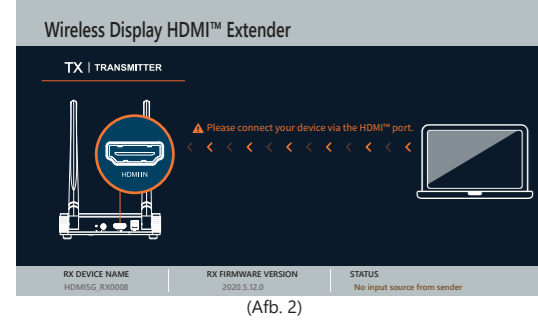 Wireless Display HDMI™ Extender
TX | TRANSMITTER
Please connect your device via the HDMI™ port.
HDMI IN
RX DEVICE NAME
HDMI5G_RX0008
RX FIRMWARE VERSION
2020.5.12.0
STATUS
No input source from sender
(Afb. 2)